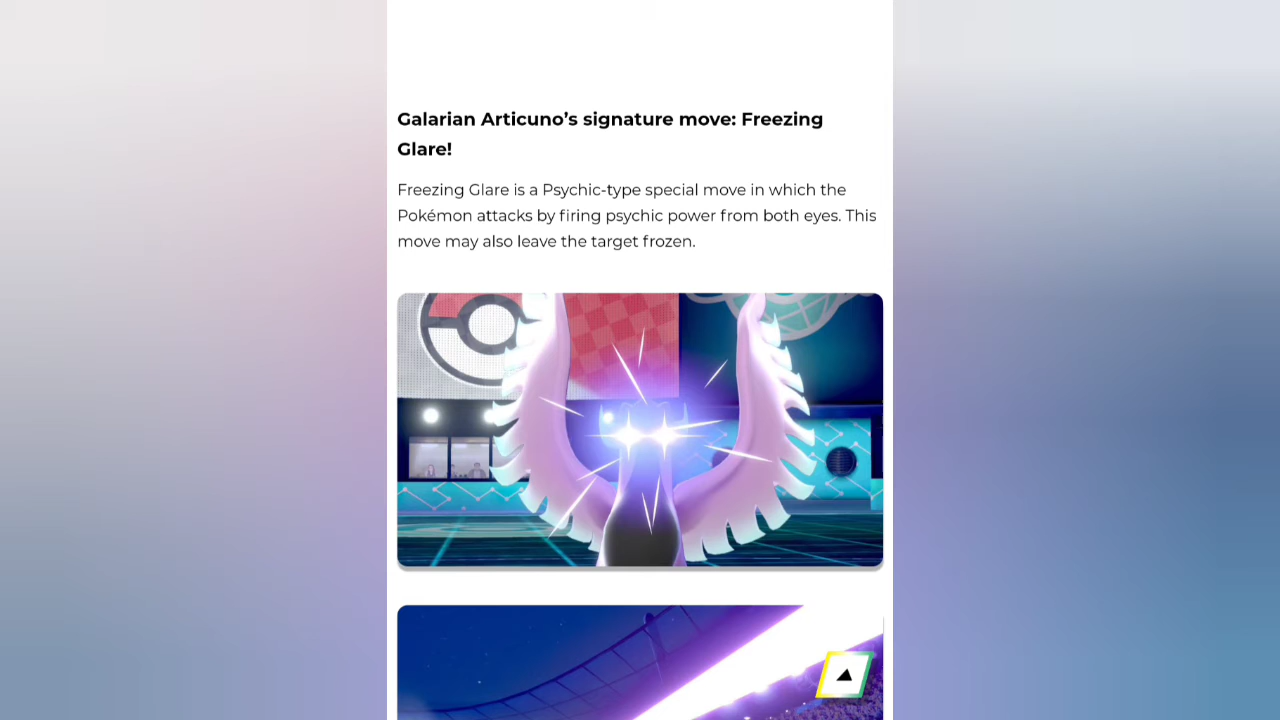 Galarian Articuno’s signature move: Freezing
Glare!
Freezing Glare is a Psychic-type special move in which the
Pokémon attacks by firing psychic power from both eyes. This
move may also leave the target frozen.